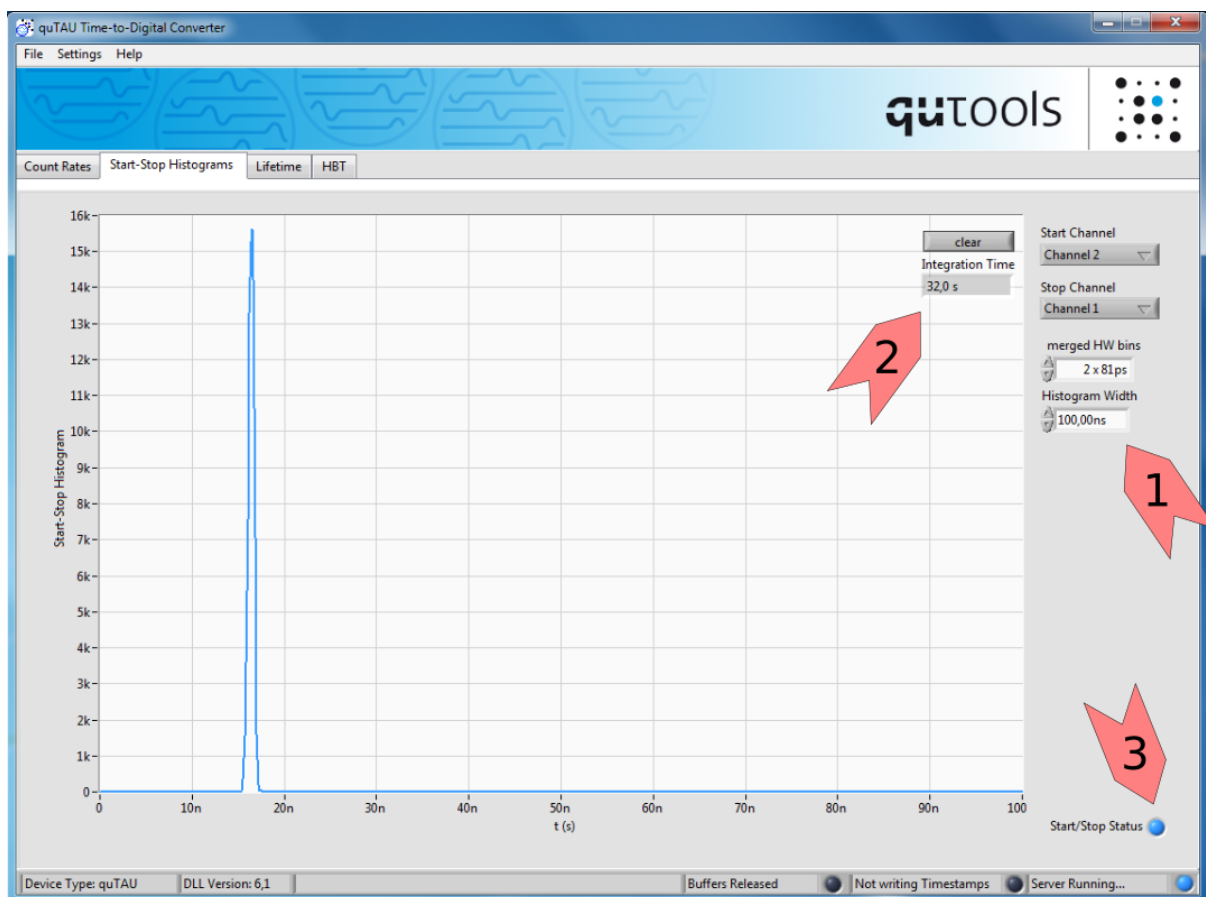 quTAU Time-to-Digital Converter
File Settings Help
qutools
Count Rates Start-Stop Histograms Lifetime HBT
16k
15k
14k
13k
12k
11k
10k
9k
8k
7k
6k
5k
4k
3k
2k
1k
0
Start-Stop Histogram
0 10n 20n 30n 40n 50n 60n 70n 80n 90n 100
t (s)
clear
Integration Time
32,0 s
2
Start Channel
Channel 2
Stop Channel
Channel 1
merged HW bins
2 x 81ps
Histogram Width
100,00ns
1
3
Start/Stop Status
Device Type: quTAU DLL Version: 6,1 Buffers Released Not writing Timestamps Server Running...